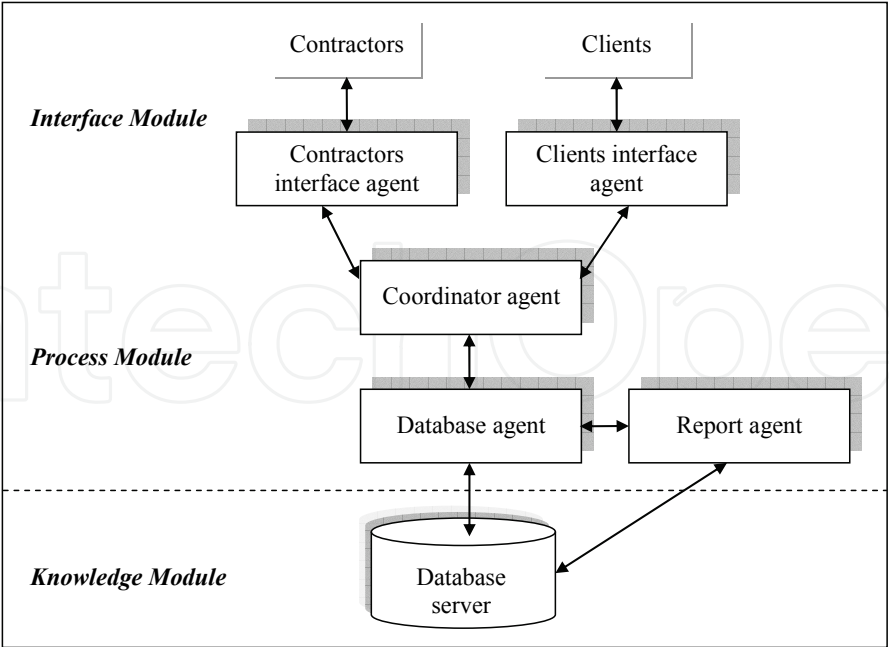 Contractors
Clients
Interface Module
Contractors
interface agent
Clients interface
agent
Coordinator agent
ntechOpe
Process Module
Database agent
Report agent
Knowledge Module
Database
server